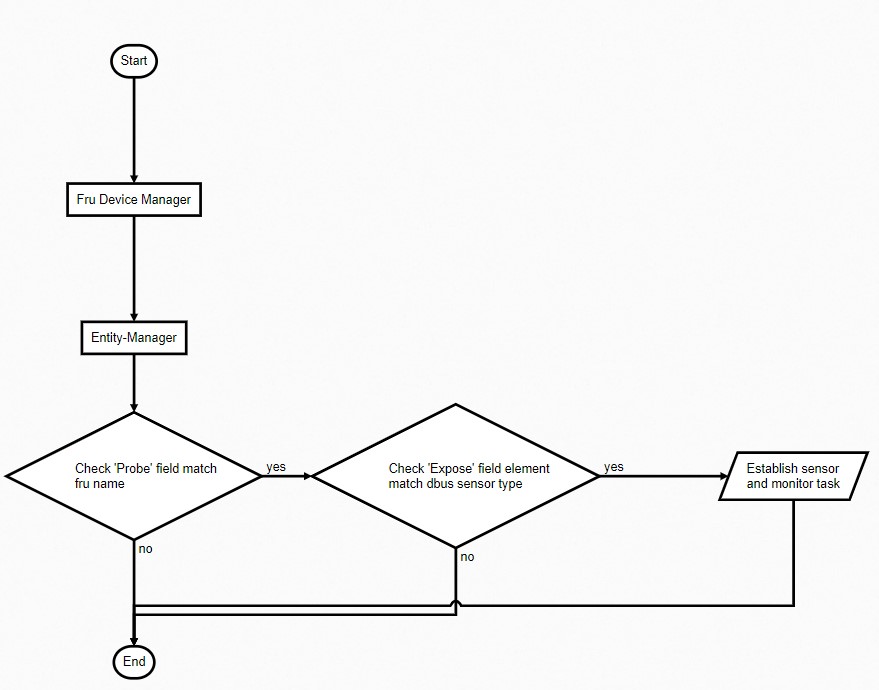 Start
Fru Device Manager
Entity-Manager
Check 'Probe' field match
fru name
yes
Check 'Expose' field element
match dbus sensor type
yes
Establish sensor
and monitor task
no
no
End